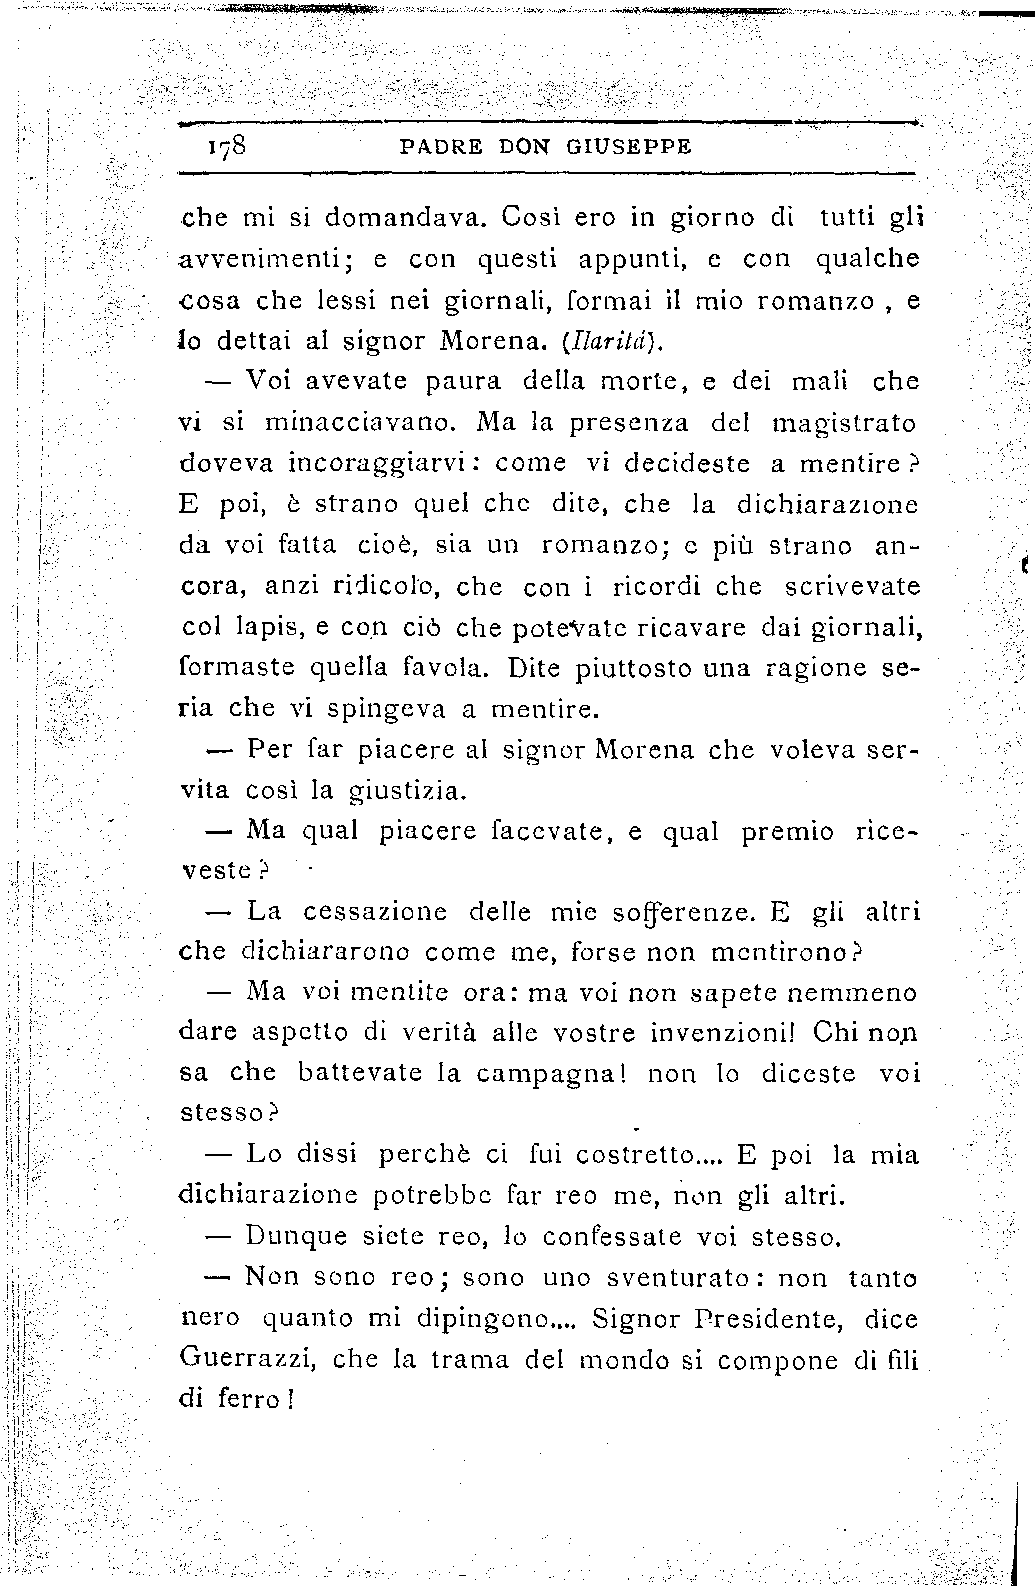 178 PADRE DON GIUSEPPE
che mi si domandava. Così ero in giorno di tutti gli
avvenimenti; e con questi appunti, e con qualche
cosa che lessi nei giornali, formai il mio romanzo , e
lo dettai al signor Morena. (Ilarità).
— Voi avevate paura della morte, e dei mali che
vi si minacciavano. Ma la presenza del magistrato
doveva incoraggiarvi: come vi decideste a mentire?
E poi, è strano quel che dite, che la dichiarazione
da voi fatta cioè, sia un romanzo; e più strano an-
cora, anzi ridicolo, che con i ricordi che scrivevate
col lapis, e con ciò che potevate ricavare dai giornali,
formaste quella favola. Dite piuttosto una ragione se-
ria che vi spingeva a mentire.
— Per far piacere al signor Morena che voleva ser-
vita così la giustizia.
— Ma qual piacere facevate, e qual premio rice-
veste?
— La cessazione delle mie sofferenze. E gli altri
che dichiararono come me, forse non mentirono?
— Ma voi mentite ora: ma voi non sapete nemmeno
dare aspetto di verità alle vostre invenzioni! Chi non
sa che battevate la campagna! non lo diceste voi
stesso?
— Lo dissi perchè ci fui costretto.... E poi la mia
dichiarazione potrebbe far reo me, non gli altri.
— Dunque siete reo, lo confessate voi stesso.
— Non sono reo; sono uno sventurato: non tanto
nero quanto mi dipingono.... Signor Presidente, dice
Guerrazzi, che la trama del mondo si compone di fili
di ferro!